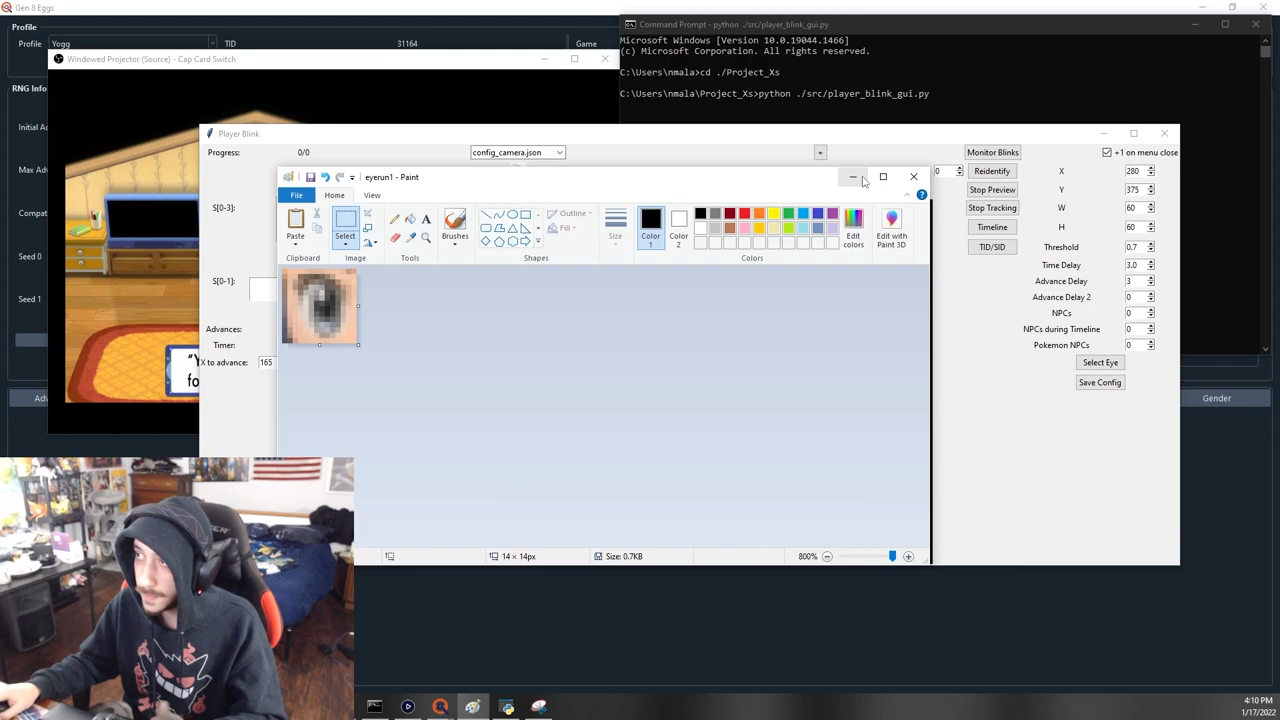 Gen 8 Eggs
Profile
Profile
Yogg
TID
31164
Game
Windowed Projector (Source) - Cap Card Switch
RNG Info
Initial A
Max Adv
Compat
Seed 0
Seed 1
"Y
fo
Adv
Gender
Command Prompt - python ./src/player_blink_gui.py
Microsoft Windows [Version 10.0.19044.1466]
(c) Microsoft Corporation. All rights reserved.
C:\Users\nmala>cd ./Project_Xs
C:\Users\nmala\Project_Xs>python ./src/player_blink_gui.py
Player Blink
Progress:
0/0
config_camera.json
+
Monitor Blinks
+1 on menu close
0
Reidentify
X
280
Stop Preview
Y
375
S[0-3]:
Stop Tracking
W
60
Timeline
H
60
TID/SID
Threshold
0.7
Time Delay
3.0
S[0-1]:
Advance Delay
3
Advance Delay 2
0
NPCs
0
Advances:
NPCs during Timeline
0
Timer:
Pokemon NPCs
0
X to advance:
165
Select Eye
Save Config
eyerun1 - Paint
File
Home
View
Paste
Select
Brushes
Outline
Fill
Size
Color
1
Color
2
Edit
colors
Edit with
Paint 3D
Clipboard
Image
Tools
Shapes
Colors
14 × 14px
Size: 0.7KB
800%
4:10 PM
1/17/2022